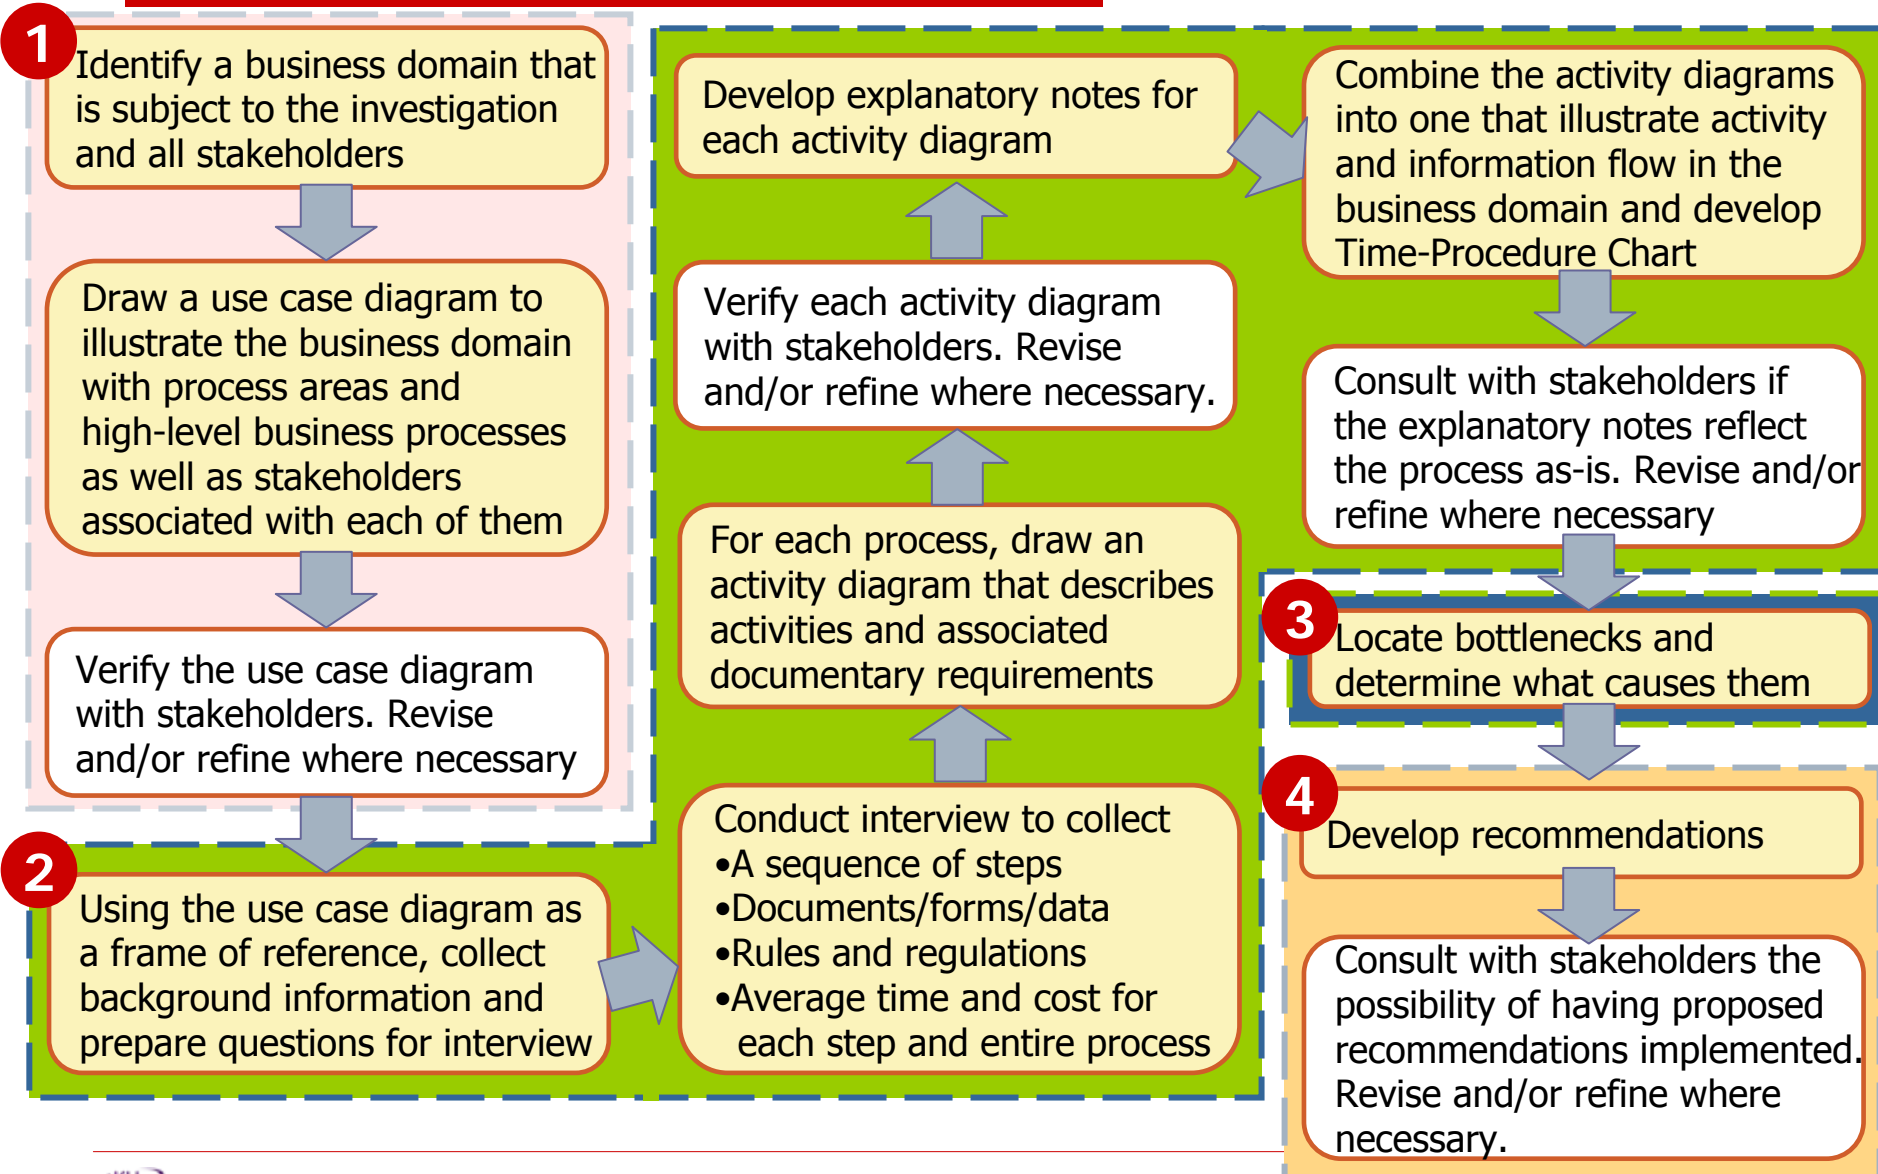 1
Identify a business domain that
is subject to the investigation
and all stakeholders
Draw a use case diagram to
illustrate the business domain
with process areas and
high-level business processes
as well as stakeholders
associated with each of them
Verify the use case diagram
with stakeholders. Revise
and/or refine where necessary
2
Using the use case diagram as
a frame of reference, collect
background information and
prepare questions for interview
Conduct interview to collect
•A sequence of steps
•Documents/forms/data
•Rules and regulations
•Average time and cost for
each step and entire process
For each process, draw an
activity diagram that describes
activities and associated
documentary requirements
Verify each activity diagram
with stakeholders. Revise
and/or refine where necessary.
Develop explanatory notes for
each activity diagram
Combine the activity diagrams
into one that illustrate activity
and information flow in the
business domain and develop
Time-Procedure Chart
Consult with stakeholders if
the explanatory notes reflect
the process as-is. Revise and/or
refine where necessary
3
Locate bottlenecks and
determine what causes them
4
Develop recommendations
Consult with stakeholders the
possibility of having proposed
recommendations implemented.
Revise and/or refine where
necessary.